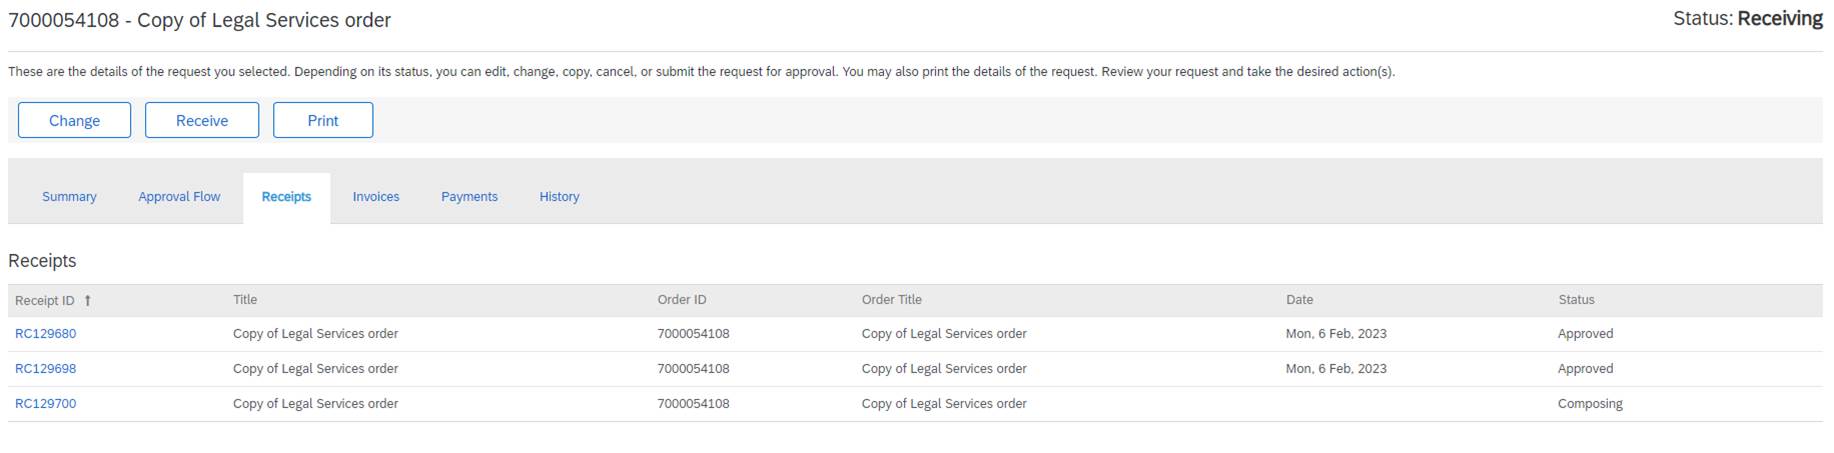 7000054108 - Copy of Legal Services order Status: Receiving
These are the details of the request you selected. Depending on its status, you can edit, change, copy, cancel, or submit the request for approval. You may also print the details of the request. Review your request and take the desired action(s).
Change Receive Print
Summary Approval Flow Receipts Invoices Payments History
Receipts
Receipt ID ↑ Title Order ID Order Title Date Status
RC129680 Copy of Legal Services order 7000054108 Copy of Legal Services order Mon, 6 Feb, 2023 Approved
RC129698 Copy of Legal Services order 7000054108 Copy of Legal Services order Mon, 6 Feb, 2023 Approved
RC129700 Copy of Legal Services order 7000054108 Copy of Legal Services order Composing